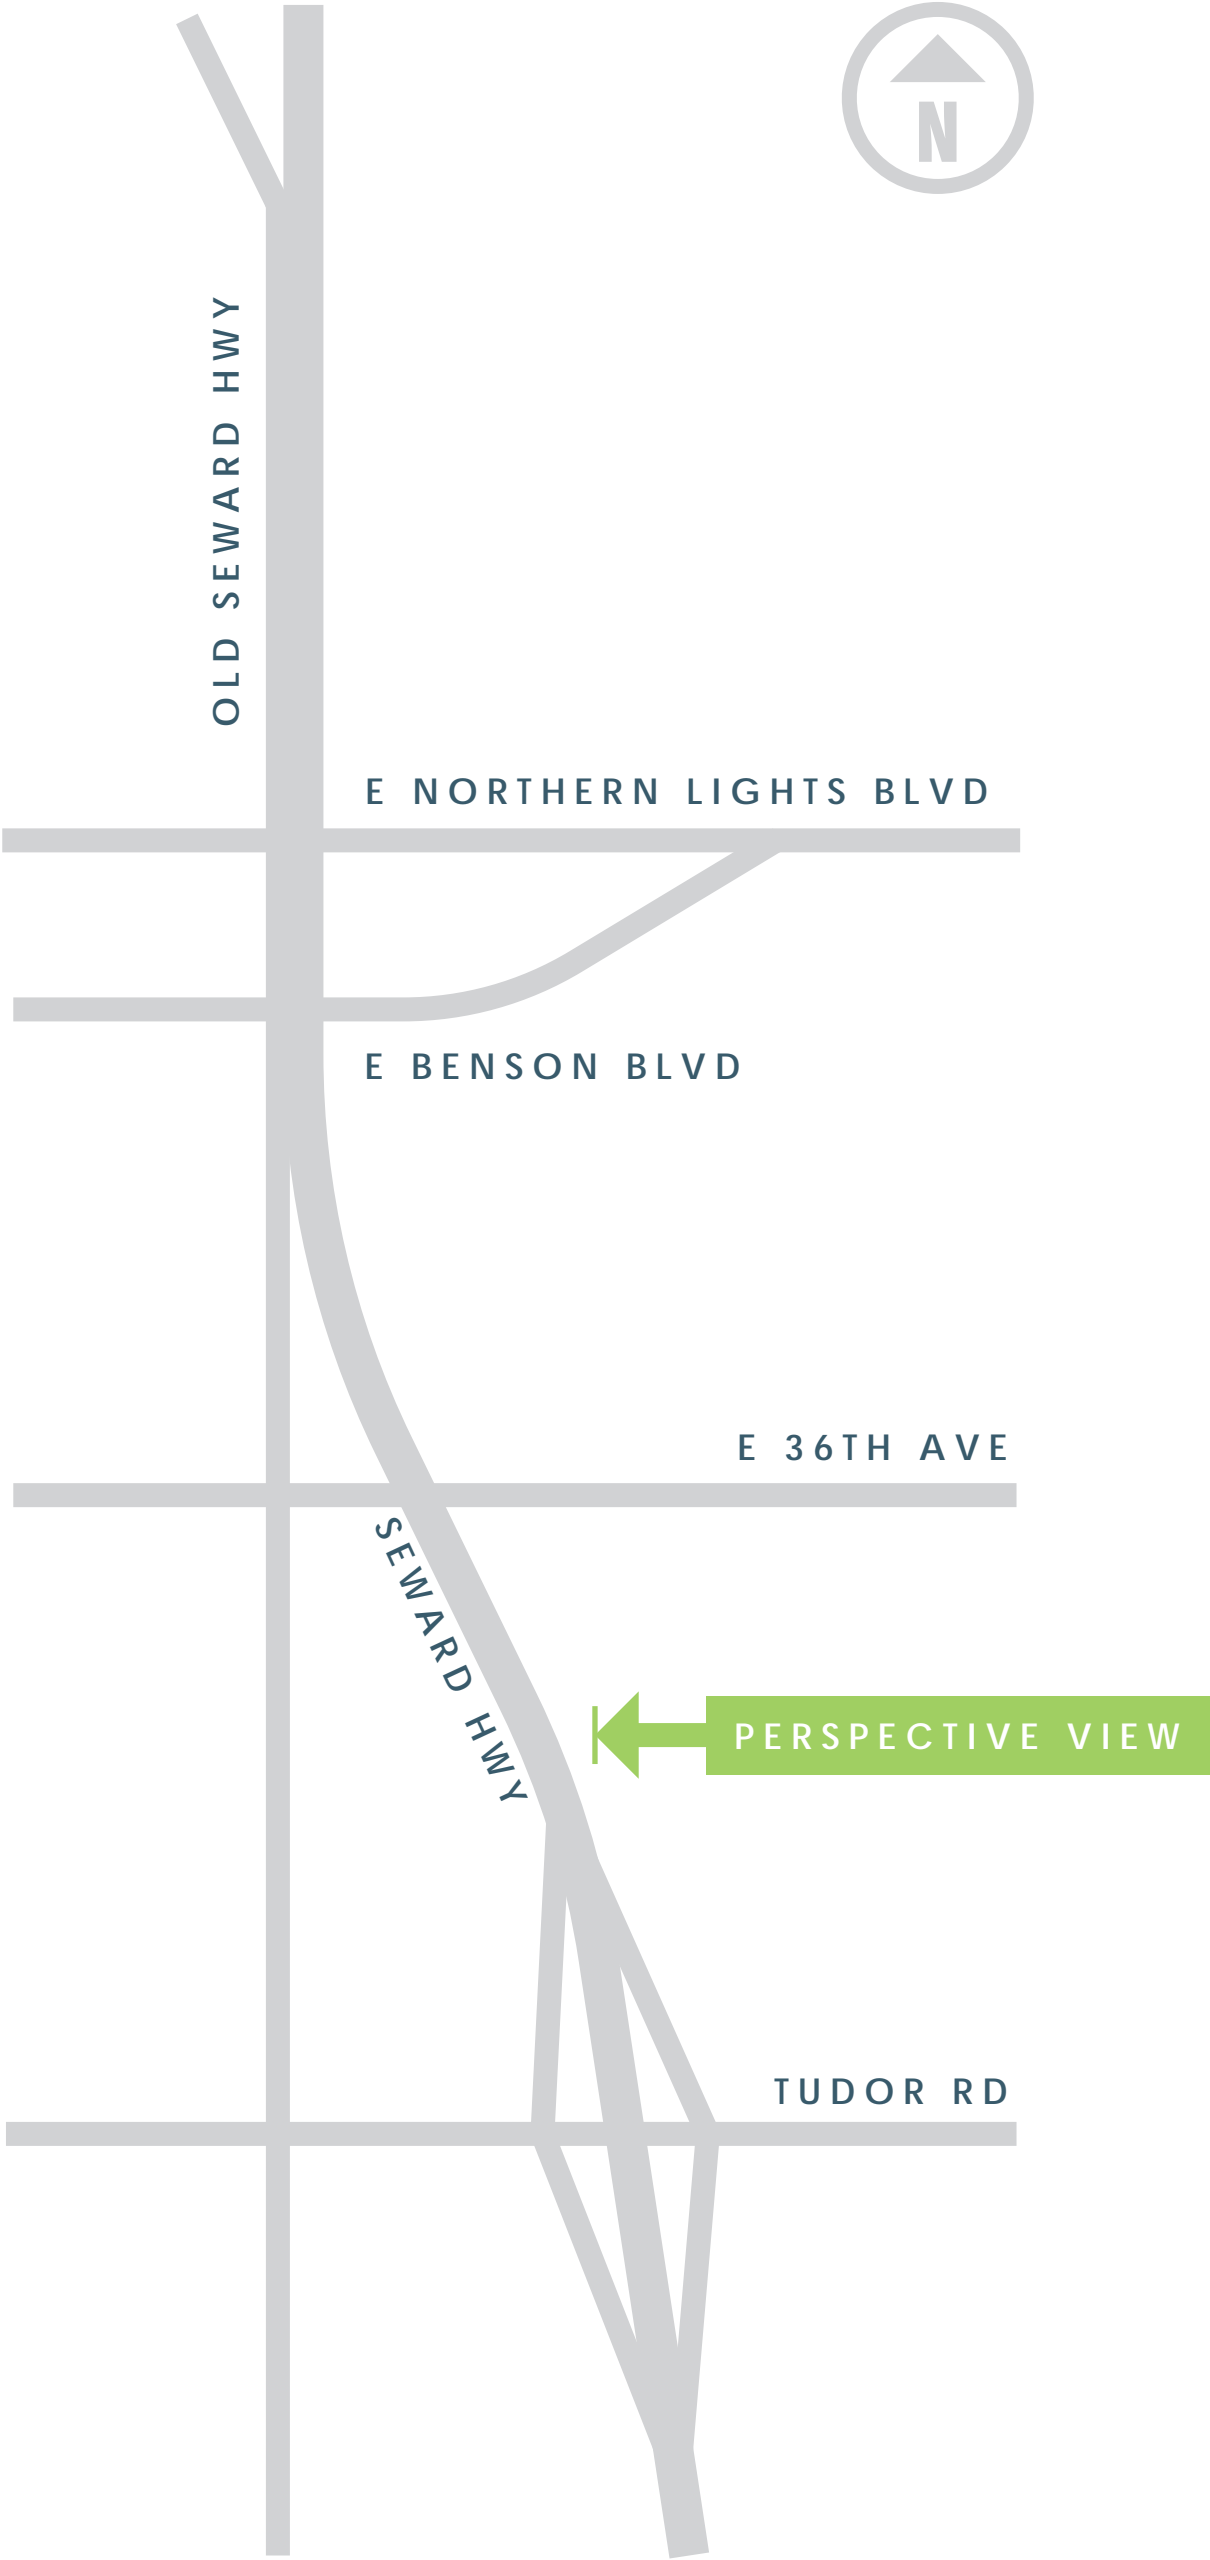 N
OLD SEWARD HWY
E NORTHERN LIGHTS BLVD
E BENSON BLVD
E 36TH AVE
SEWARD HWY
PERSPECTIVE VIEW
TUDOR RD